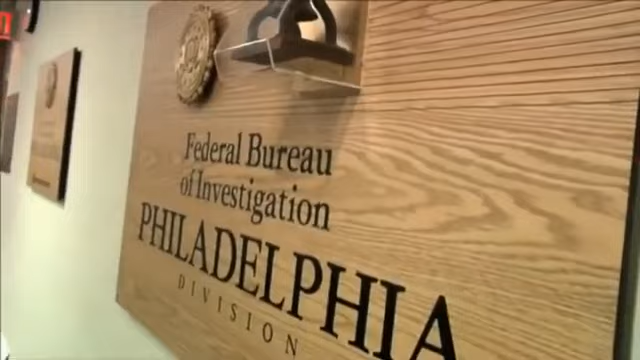 Federal Bureau
of Investigation
PHILADELPHIA
DIVISION